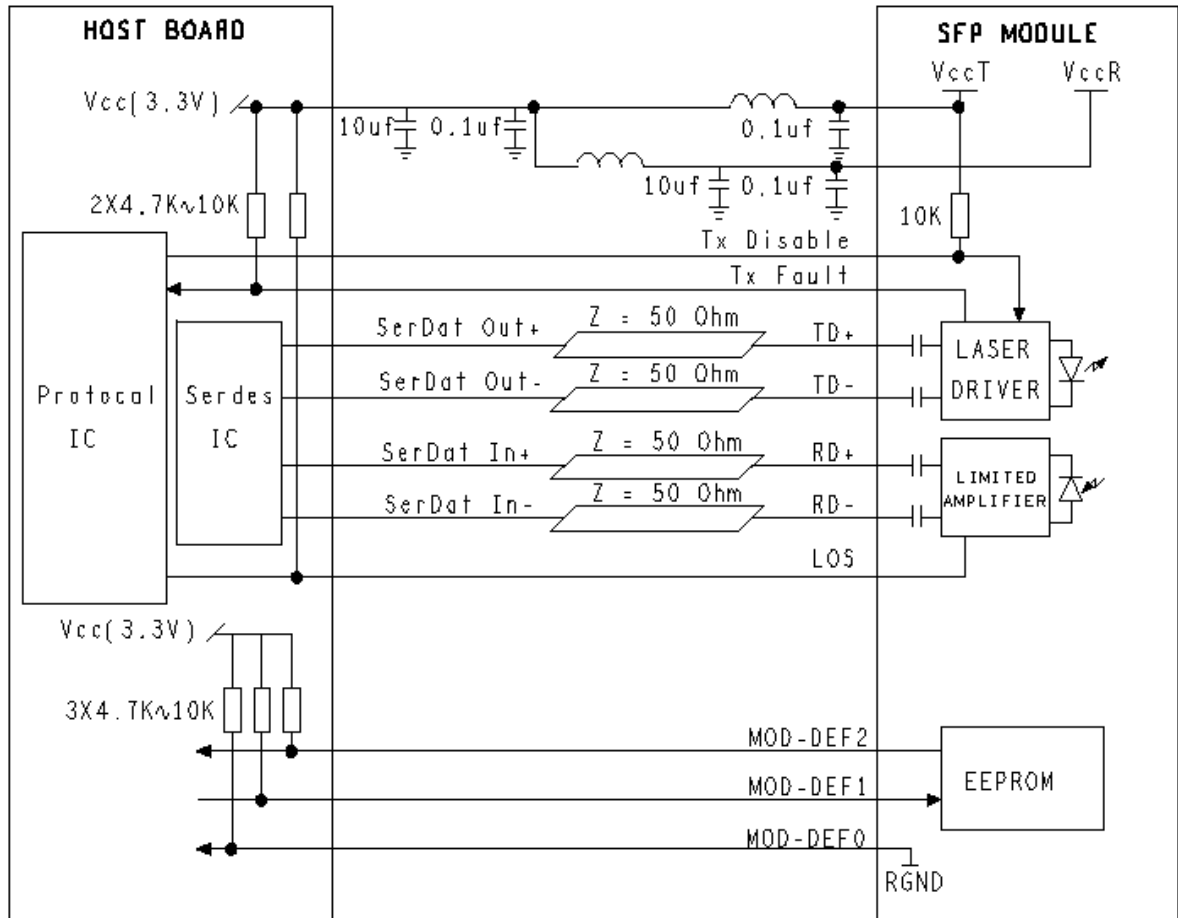 HOST BOARD
SFP MODULE
VccT
VccR
Vcc(3.3V)
10uf
0.1uf
0.1uf
10uf
0.1uf
2X4.7K~10K
10K
Tx Disable
Tx Fault
SerDat Out+
Z = 50 Ohm
TD+
LASER
DRIVER
SerDat Out-
Z = 50 Ohm
TD-
Protocal
IC
Serdes
IC
SerDat In+
Z = 50 Ohm
RD+
LIMITED
AMPLIFIER
SerDat In-
Z = 50 Ohm
RD-
LOS
Vcc(3.3V)
3X4.7K~10K
MOD-DEF2
MOD-DEF1
EEPROM
MOD-DEF0
RGND